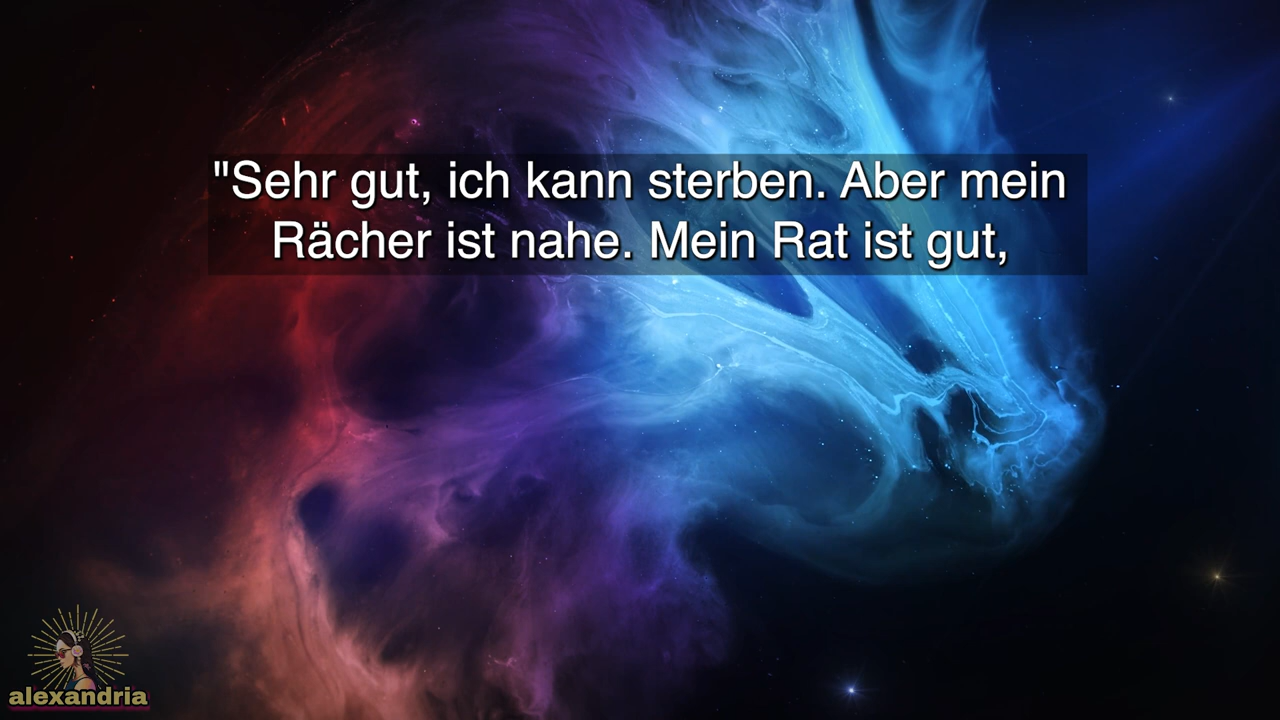 "Sehr gut, ich kann sterben. Aber mein
Rächer ist nahe. Mein Rat ist gut,
alexandria